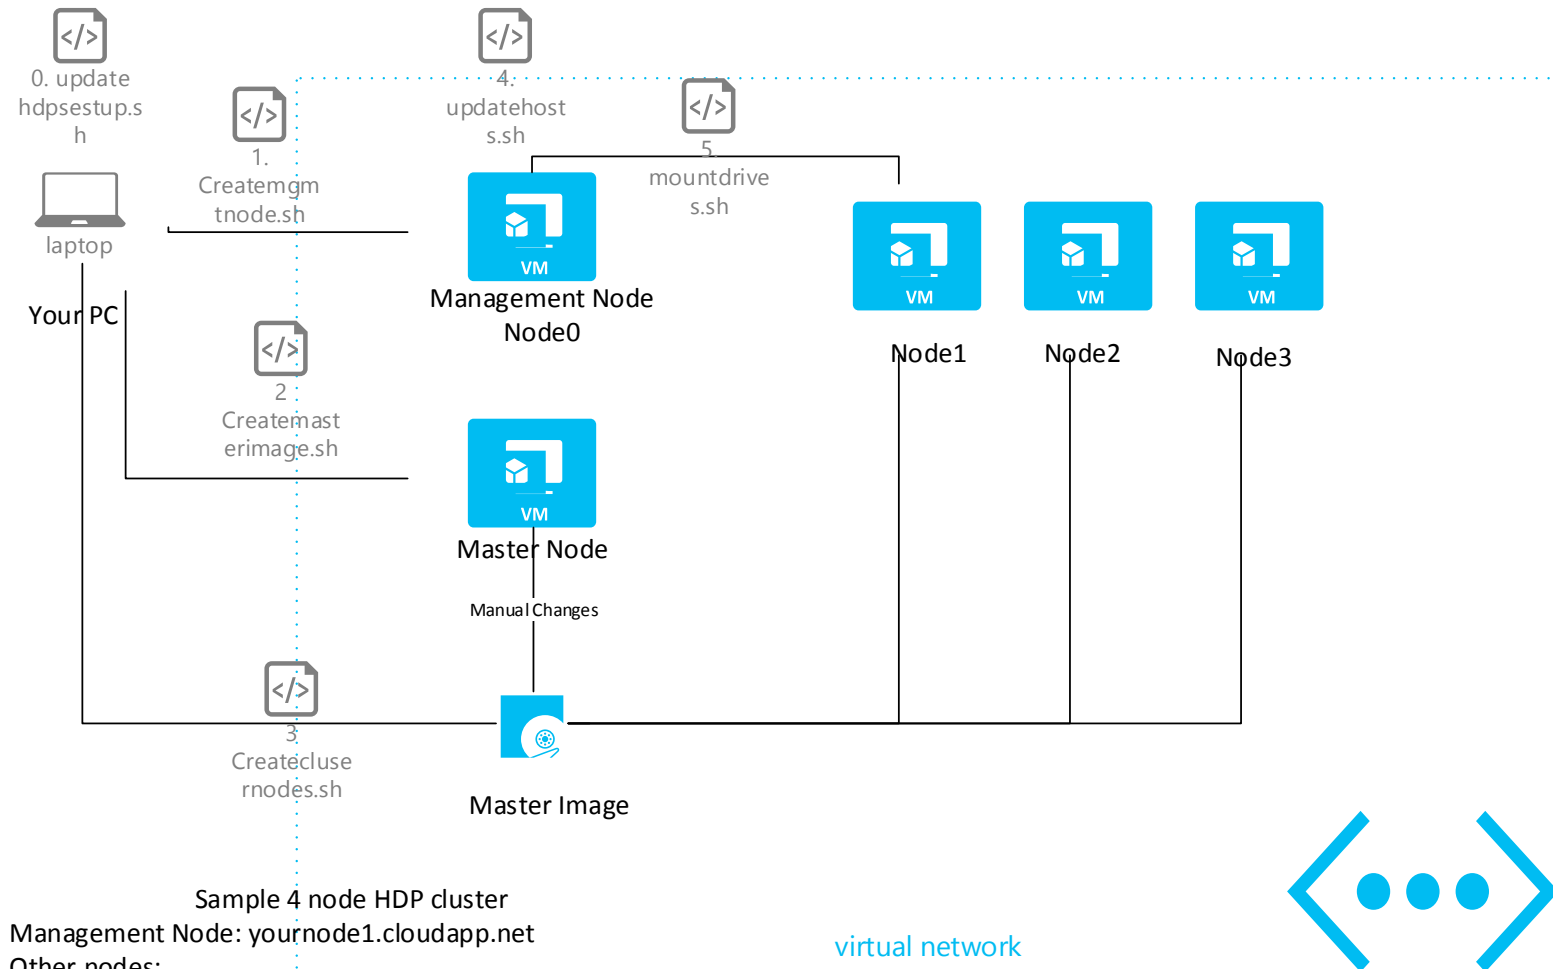 0. update
hdpsestup.s
h
4.
updatehost
s.sh
1.
Createmgm
tnode.sh
5.
mountdrive
s.sh
laptop
Your PC
VM
Management Node
Node0
VM
Node1
VM
Node2
VM
Node3
2
Createmast
erimage.sh
VM
Master Node
Manual Changes
3
Createcluse
rnodes.sh
Master Image
Sample 4 node HDP cluster
Management Node: yournode1.cloudapp.net
Other nodes:
virtual network